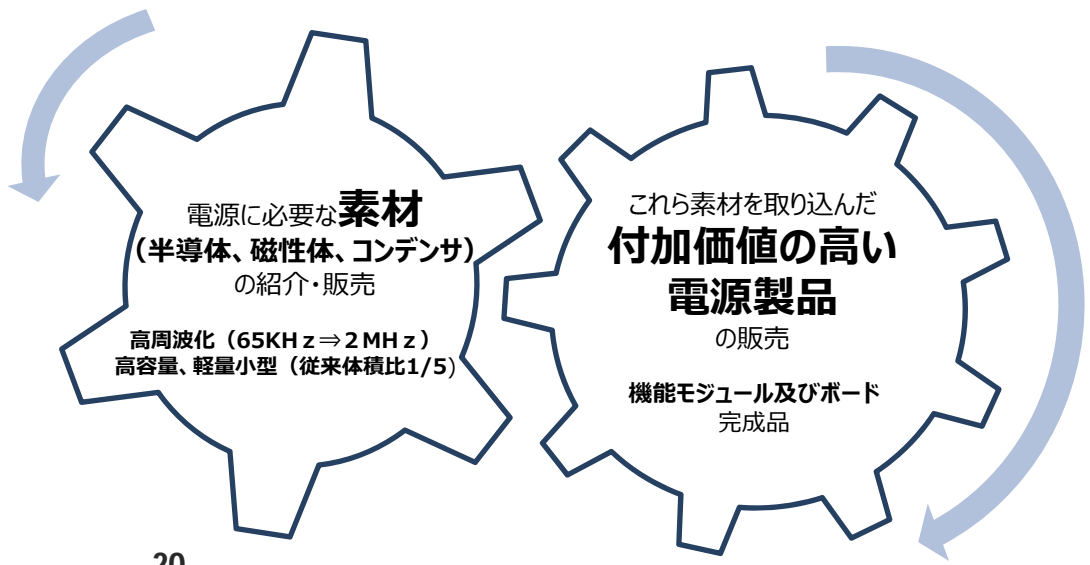 電源に必要な素材
(半導体、磁性体、コンデンサ)
の紹介・販売
高周波化（65KHｚ⇒２MHｚ）
高容量、軽量小型（従来体積比1/5)
これら素材を取り込んだ
付加価値の高い
電源製品
の販売
機能モジュール及びボード
完成品
20